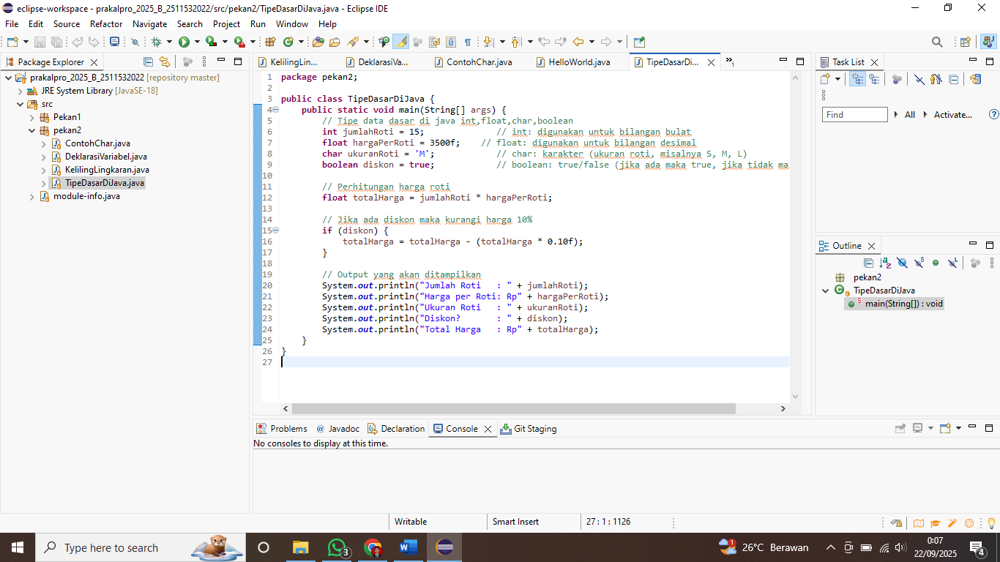 eclipse-workspace - prakalpro_2025_B_2511532022/src/pekan2/TipeDasarDiJava.java - Eclipse IDE
File Edit Source Refactor Navigate Search Project Run Window Help
Package Explorer
prakalpro_2025_B_2511532022 [repository master]
JRE System Library [JavaSE-18]
src
Pekan1
pekan2
ContohChar.java
DeklarasiVariabel.java
KelilingLingkaran.java
TipeDasarDiJava.java
module-info.java
KelilingLin... DeklarasiVa... ContohChar.java HelloWorld.java TipeDasarDi... »1
1 package pekan2;
2
3 public class TipeDasarDiJava {
4 public static void main(String[] args) {
5 // Tipe data dasar di java int,float,char,boolean
6 int jumlahRoti = 15; // int: digunakan untuk bilangan bulat
7 float hargaPerRoti = 3500f; // float: digunakan untuk bilangan desimal
8 char ukuranRoti = 'M'; // char: karakter (ukuran roti, misalnya S, M, L)
9 boolean diskon = true; // boolean: true/false (jika ada maka true, jika tidak ma
10
11 // Perhitungan harga roti
12 float totalHarga = jumlahRoti * hargaPerRoti;
13
14 // Jika ada diskon maka kurangi harga 10%
15 if (diskon) {
16 totalHarga = totalHarga - (totalHarga * 0.10f);
17 }
18
19 // Output yang akan ditampilkan
20 System.out.println("Jumlah Roti   : " + jumlahRoti);
21 System.out.println("Harga per Roti: Rp" + hargaPerRoti);
22 System.out.println("Ukuran Roti   : " + ukuranRoti);
23 System.out.println("Diskon?       : " + diskon);
24 System.out.println("Total Harga   : Rp" + totalHarga);
25 }
26 }
27
Problems @ Javadoc Declaration Console Git Staging
No consoles to display at this time.
Task List
Find All Activate...
Outline
pekan2
TipeDasarDiJava
main(String[]) : void
Writable Smart Insert 27 : 1 : 1126
Type here to search
3
26°C Berawan
0:07
22/09/2025
4